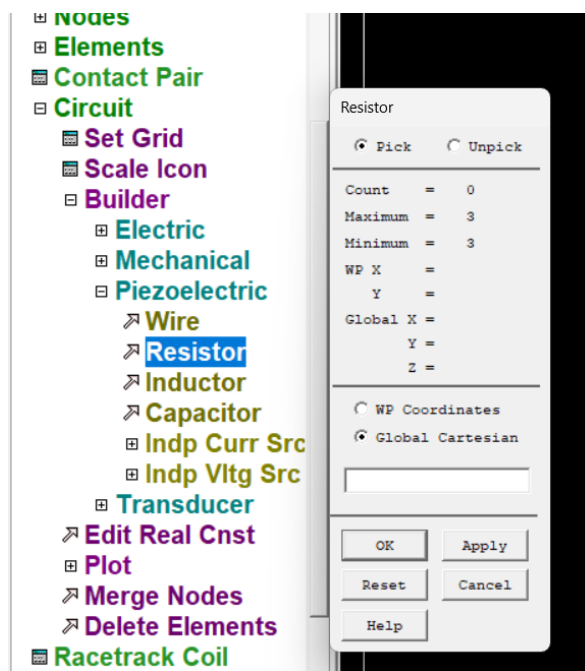 Nodes
Elements
Contact Pair
Circuit
Set Grid
Scale Icon
Builder
Electric
Mechanical
Piezoelectric
Wire
Resistor
Inductor
Capacitor
Indp Curr Src
Indp Vltg Src
Transducer
Edit Real Cnst
Plot
Merge Nodes
Delete Elements
Racetrack Coil
Resistor
Pick Unpick
Count = 0
Maximum = 3
Minimum = 3
WP X =
Y =
Global X =
Y =
Z =
WP Coordinates
Global Cartesian
OK Apply
Reset Cancel
Help